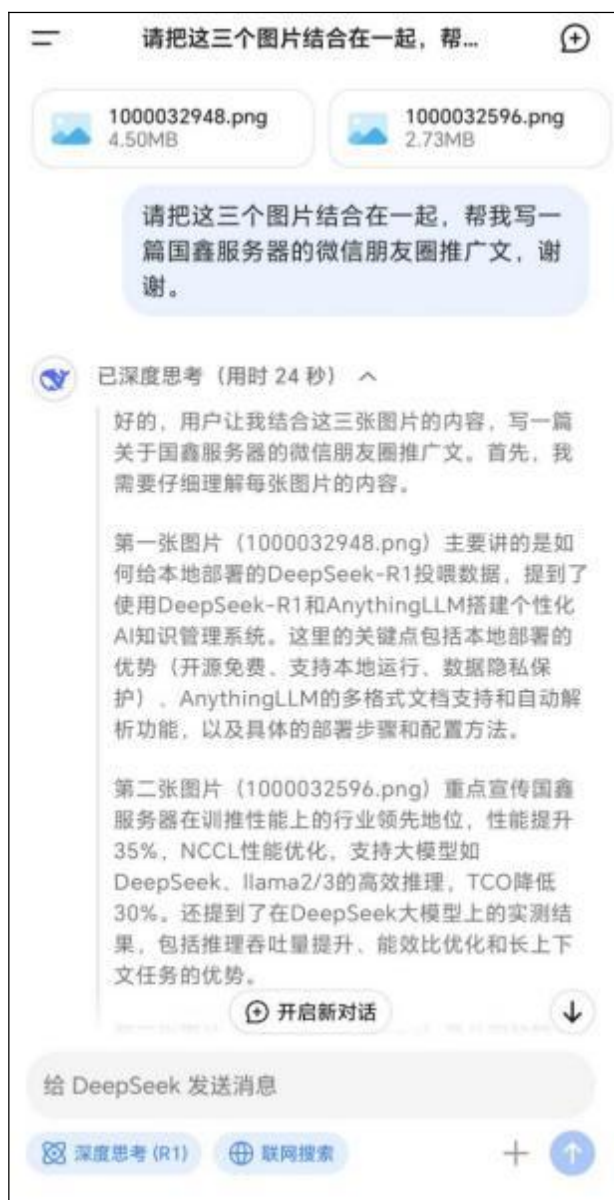 请把这三个图片结合在一起，帮...
1000032948.png
4.50MB
1000032596.png
2.73MB
请把这三个图片结合在一起，帮我写一
篇国鑫服务器的微信朋友圈推广文，谢
谢。
已深度思考（用时 24 秒）
好的，用户让我结合这三张图片的内容，写一篇
关于国鑫服务器的微信朋友圈推广文。首先，我
需要仔细理解每张图片的内容。
第一张图片（1000032948.png）主要讲的是如
何给本地部署的DeepSeek-R1投喂数据，提到了
使用DeepSeek-R1和AnythingLLM搭建个性化
AI知识管理系统。这里的关键点包括本地部署的
优势（开源免费、支持本地运行、数据隐私保
护）、AnythingLLM的多格式文档支持和自动解
析功能，以及具体的部署步骤和配置方法。
第二张图片（1000032596.png）重点宣传国鑫
服务器在训推性能上的行业领先地位，性能提升
35%，NCCL性能优化，支持大模型如
DeepSeek、llama2/3的高效推理，TCO降低
30%。还提到了在DeepSeek大模型上的实测结
果，包括推理吞吐量提升、能效比优化和长上下
文任务的优势。
开启新对话
给 DeepSeek 发送消息
深度思考 (R1)
联网搜索